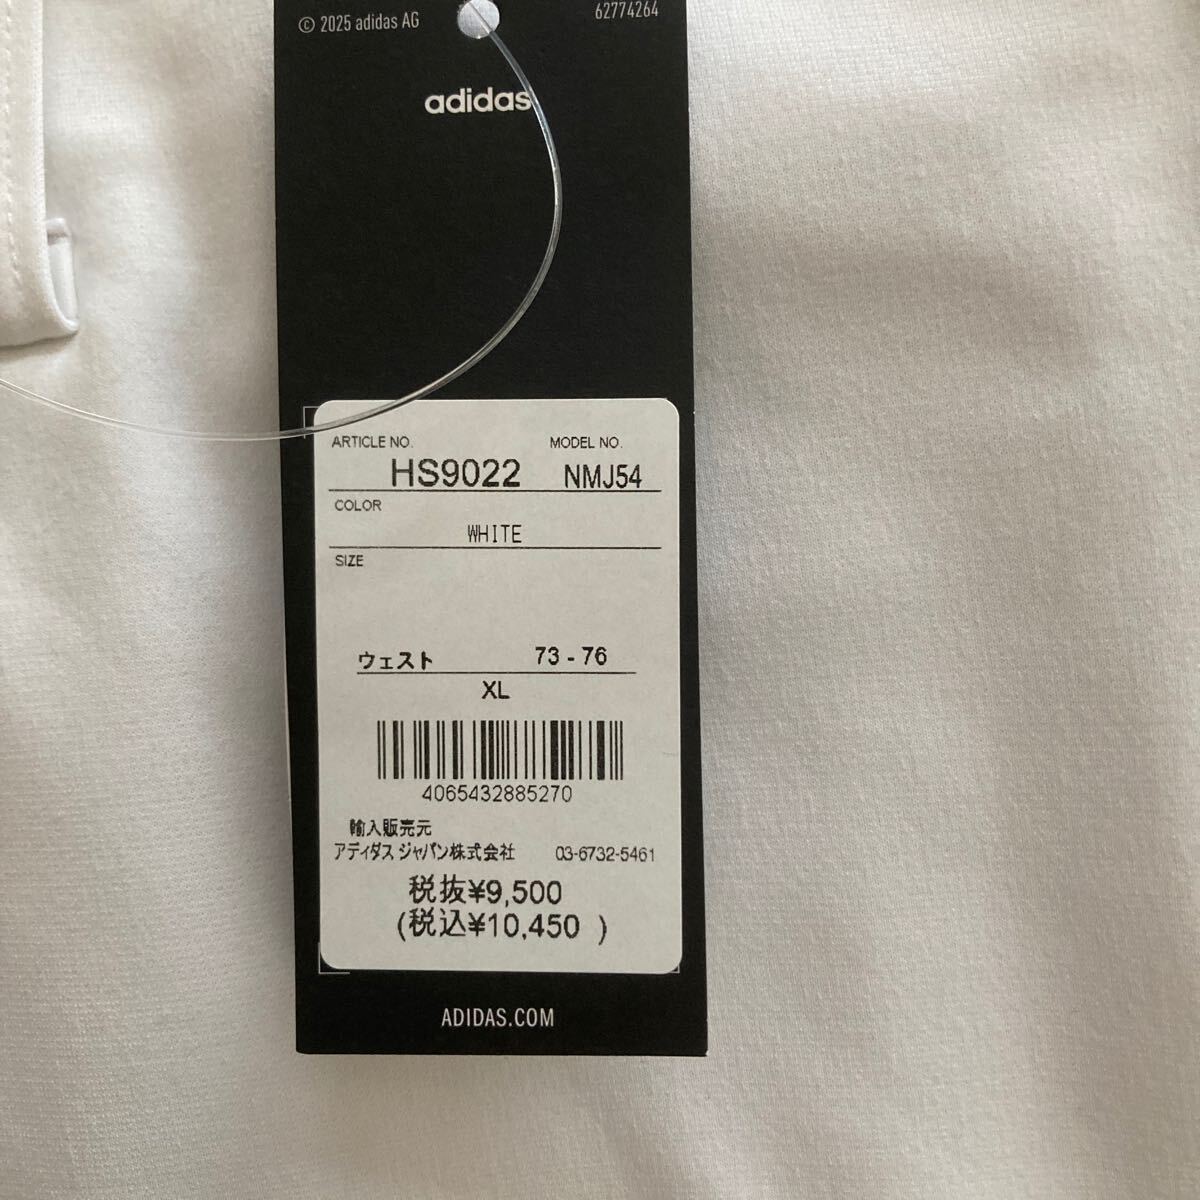 © 2025 adidas AG 62774264
adidas
ARTICLE NO. MODEL NO.
HS9022 NMJ54
COLOR
WHITE
SIZE
ウェスト 73 - 76
XL
4065432885270
輸入販売元
アディダス ジャパン株式会社 03-6732-5461
税抜¥9,500
(税込¥10,450 )
ADIDAS.COM